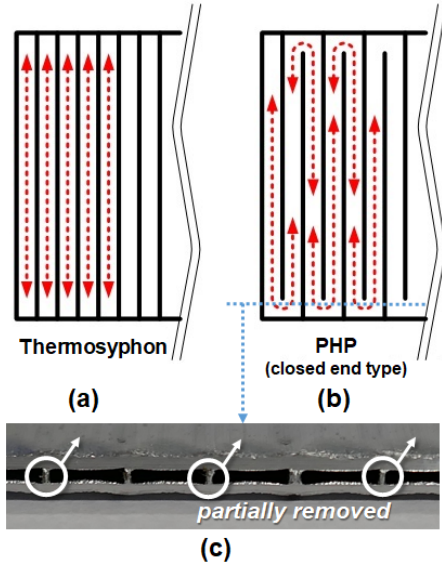 Thermosyphon
(a)
PHP
(closed end type)
(b)
partially removed
(c)